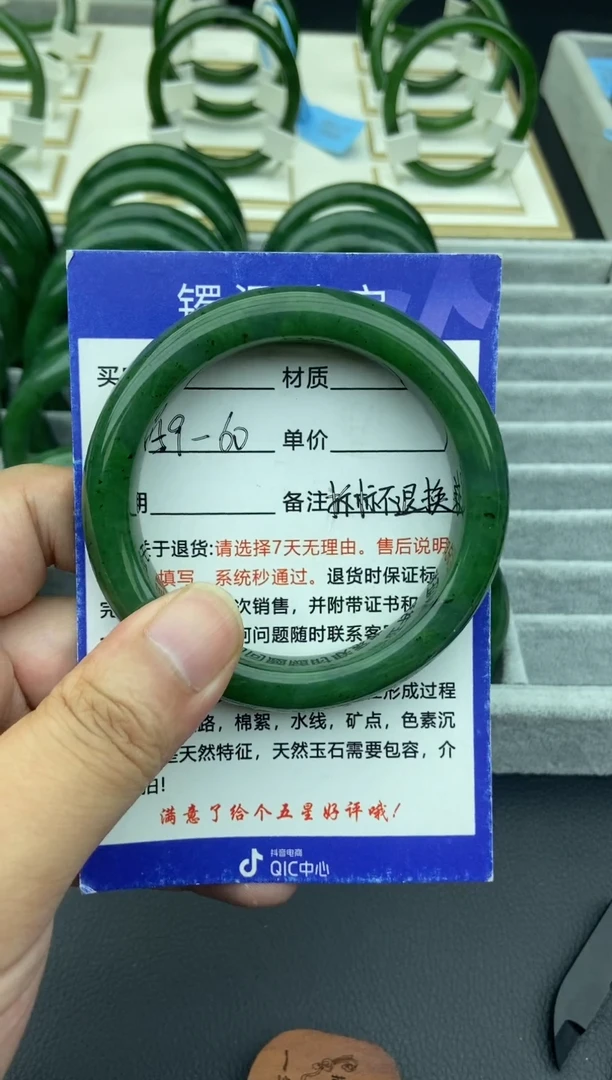 材质
59-60 单价
明 备注拆标不退换
关于退货:请选择7天无理由。售后说明
填写，系统秒通过。退货时保证标
完 次销售，并附带证书和
何问题随时联系客
形成过程
路，棉絮，水线，矿点，色素沉
是天然特征，天然玉石需要包容，介
满意了给个五星好评哦!
抖音电商
QIC中心